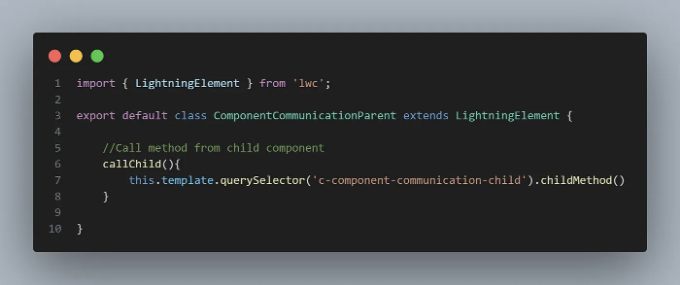 1 import { LightningElement } from 'lwc';
2
3 export default class ComponentCommunicationParent extends LightningElement {
4
5 //Call method from child component
6 callChild(){
7 this.template.querySelector('c-component-communication-child').childMethod()
8 }
9
10 }